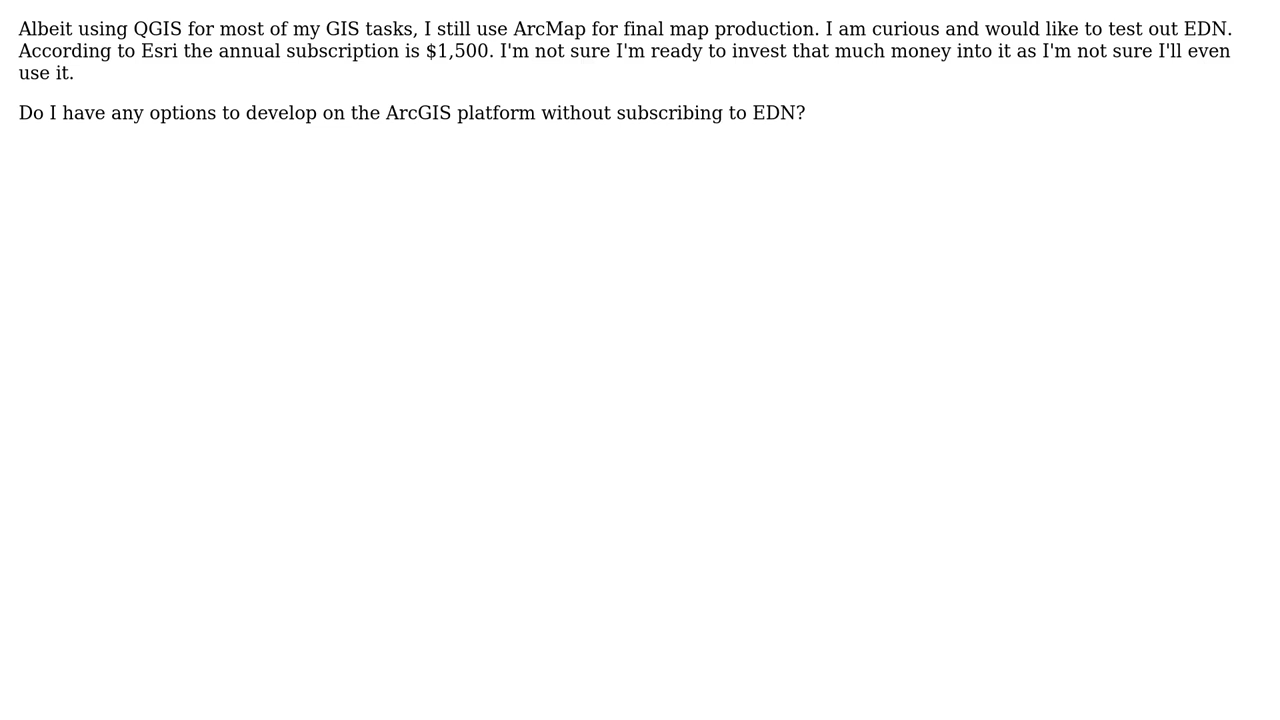 Albeit using QGIS for most of my GIS tasks, I still use ArcMap for final map production. I am curious and would like to test out EDN.
According to Esri the annual subscription is $1,500. I'm not sure I'm ready to invest that much money into it as I'm not sure I'll even
use it.
Do I have any options to develop on the ArcGIS platform without subscribing to EDN?